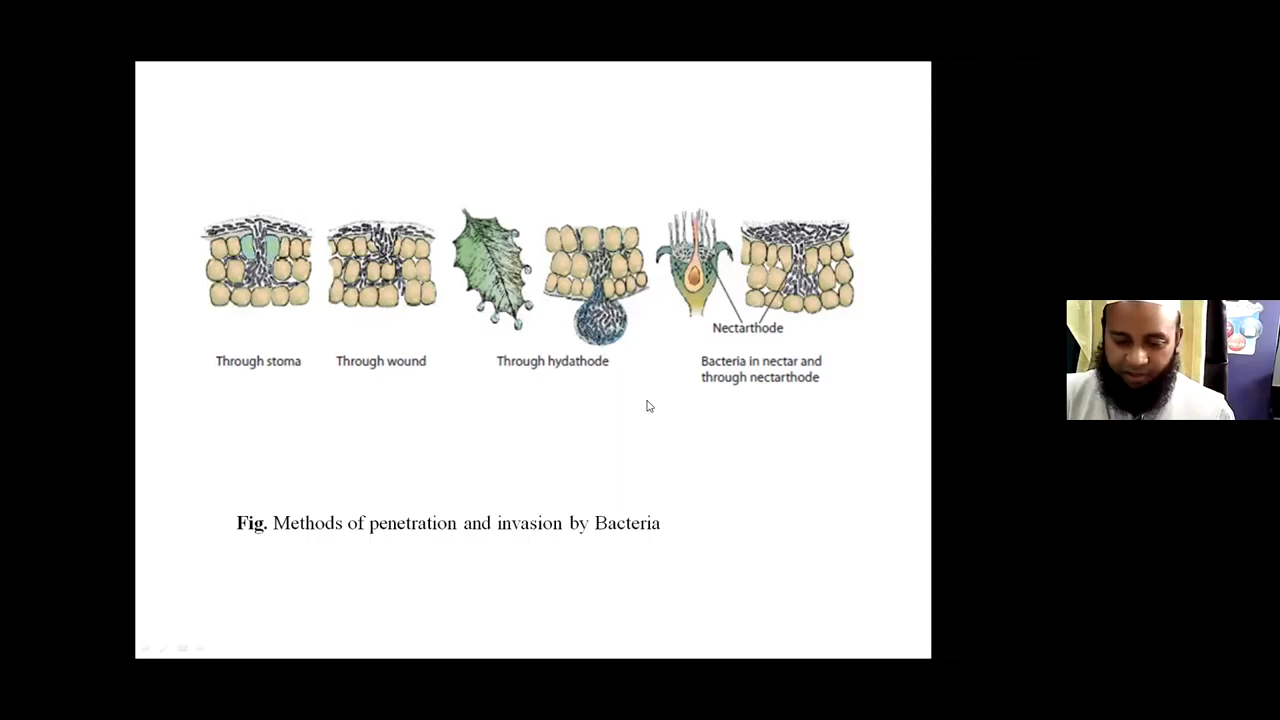 Nectarthode
Through stoma
Through wound
Through hydathode
Bacteria in nectar and
through nectarthode
Fig. Methods of penetration and invasion by Bacteria